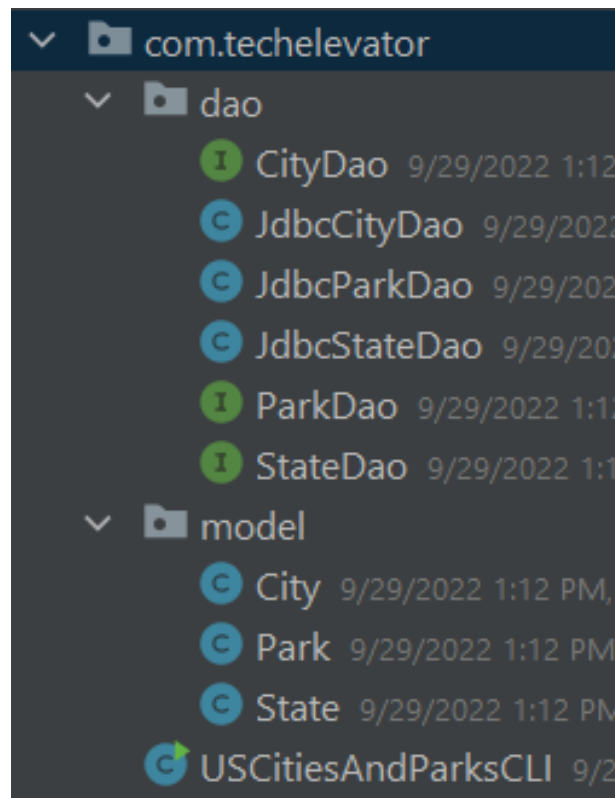 com.techelevator
dao
I CityDao 9/29/2022 1:12
C JdbcCityDao 9/29/2022
C JdbcParkDao 9/29/202
C JdbcStateDao 9/29/202
I ParkDao 9/29/2022 1:12
I StateDao 9/29/2022 1:1
model
C City 9/29/2022 1:12 PM,
C Park 9/29/2022 1:12 PM
C State 9/29/2022 1:12 PM
C USCitiesAndParksCLI 9/2